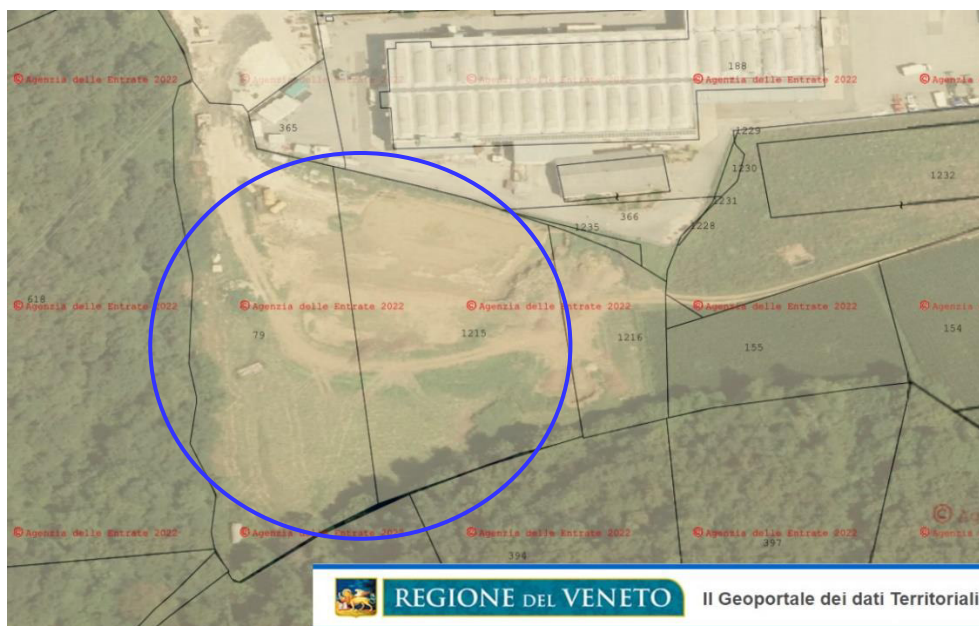 188
© Agenzia delle Entrate 2022
© Agenzia delle Entrate 2022
© Agenzia delle Entrate 2022
© Agenzia delle Entrate 2022
© Agenzia
365
1229
1230
1232
1231
366
1235
1228
618
© Agenzia delle Entrate 2022
© Agenzia delle Entrate 2022
© Agenzia delle Entrate 2022
© Agenzia delle Entrate 2022
© Agenzia
79
1215
1216
155
154
© Agenzia delle Entrate 2022
© Agenzia delle Entrate 2022
© Agenzia delle Entrate 2022
© Agenzia delle Entrate 2022
© Agenzia
394
397
REGIONE DEL VENETO
Il Geoportale dei dati Territoriali